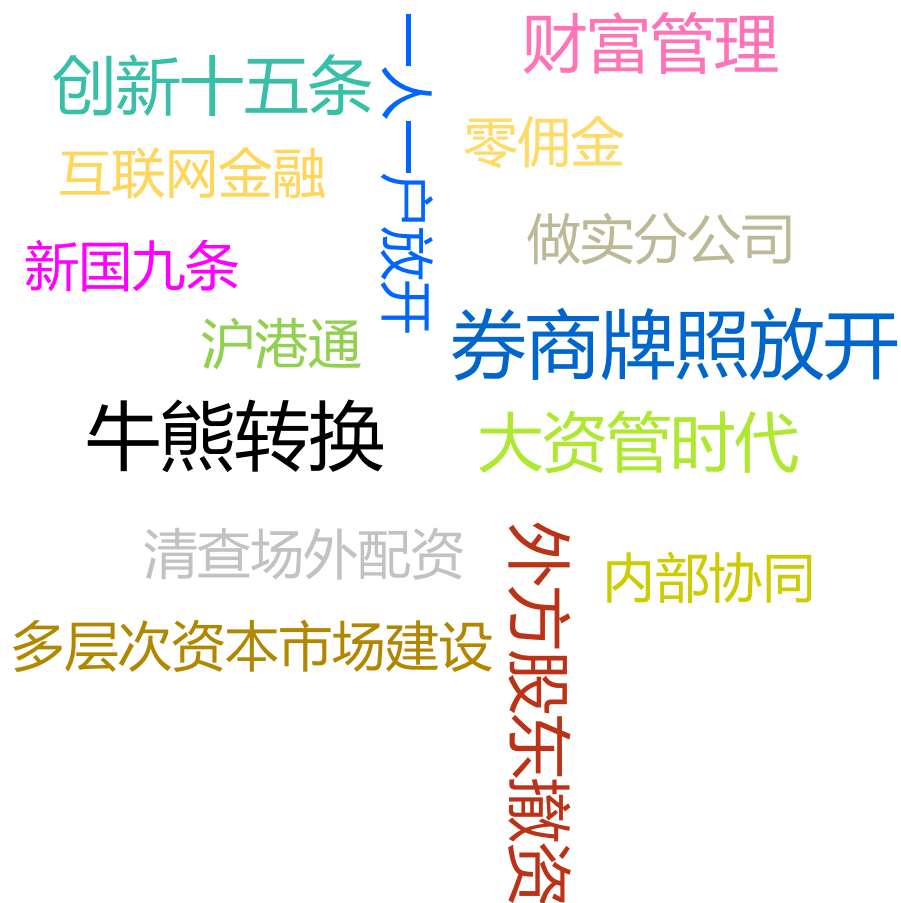 财富管理
创新十五条
一人一户放开
零佣金
互联网金融
做实分公司
新国九条
沪港通
券商牌照放开
牛熊转换
大资管时代
清查场外配资
外方股东撤资
内部协同
多层次资本市场建设